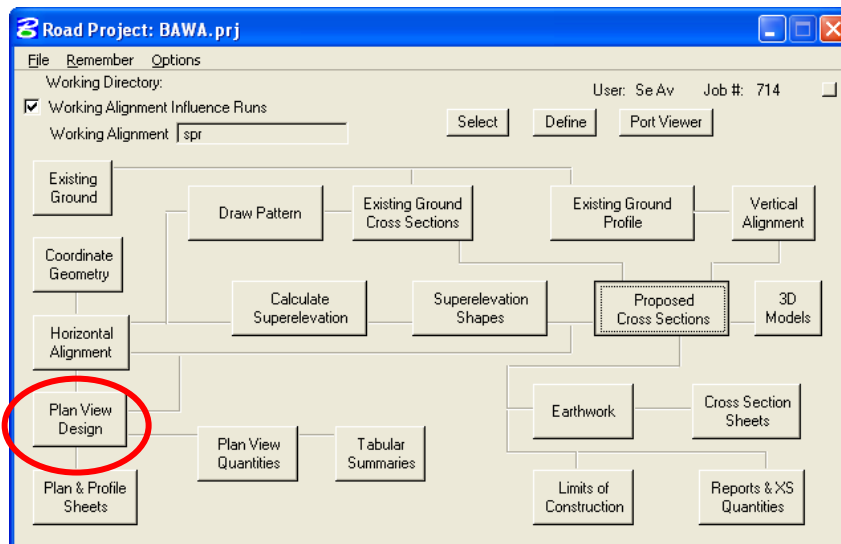 Road Project: BAWA.prj
File Remember Options
Working Directory:
User: Se Av Job #: 714
Working Alignment Influence Runs
Working Alignment spr
Select Define Port Viewer
Existing
Ground
Draw Pattern
Existing Ground
Cross Sections
Existing Ground
Profile
Vertical
Alignment
Coordinate
Geometry
Calculate
Superelevation
Superelevation
Shapes
Proposed
Cross Sections
3D
Models
Horizontal
Alignment
Plan View
Design
Plan View
Quantities
Tabular
Summaries
Earthwork
Cross Section
Sheets
Plan & Profile
Sheets
Limits of
Construction
Reports & XS
Quantities